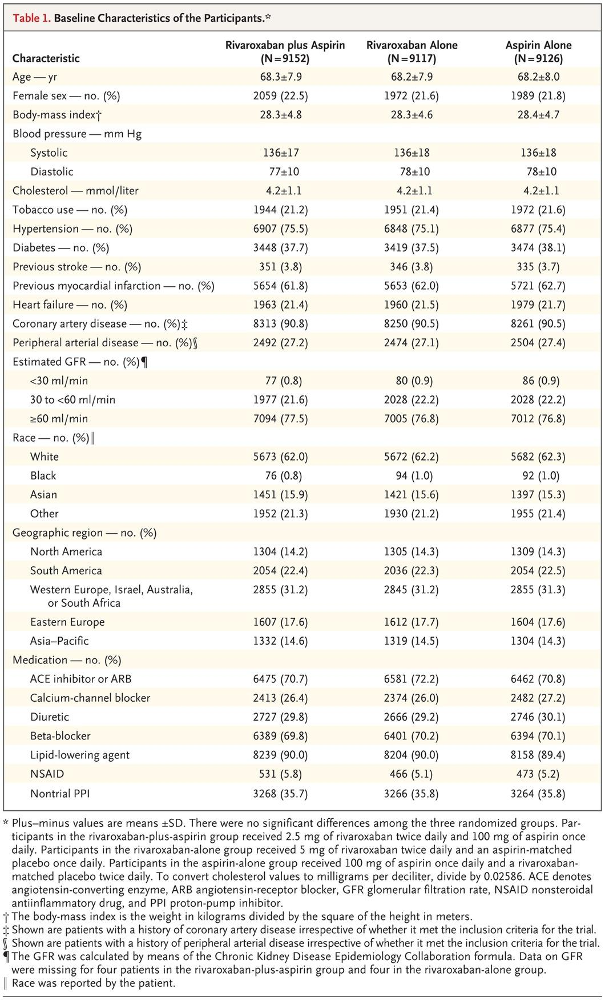 Table 1. Baseline Characteristics of the Participants.*
Characteristic Rivaroxaban plus Aspirin (N=9152) Rivaroxaban Alone (N=9117) Aspirin Alone (N=9126)
Age — yr 68.3±7.9 68.2±7.9 68.2±8.0
Female sex — no. (%) 2059 (22.5) 1972 (21.6) 1989 (21.8)
Body-mass index† 28.3±4.8 28.3±4.6 28.4±4.7
Blood pressure — mm Hg
Systolic 136±17 136±18 136±18
Diastolic 77±10 78±10 78±10
Cholesterol — mmol/liter 4.2±1.1 4.2±1.1 4.2±1.1
Tobacco use — no. (%) 1944 (21.2) 1951 (21.4) 1972 (21.6)
Hypertension — no. (%) 6907 (75.5) 6848 (75.1) 6877 (75.4)
Diabetes — no. (%) 3448 (37.7) 3419 (37.5) 3474 (38.1)
Previous stroke — no. (%) 351 (3.8) 346 (3.8) 335 (3.7)
Previous myocardial infarction — no. (%) 5654 (61.8) 5653 (62.0) 5721 (62.7)
Heart failure — no. (%) 1963 (21.4) 1960 (21.5) 1979 (21.7)
Coronary artery disease — no. (%)‡ 8313 (90.8) 8250 (90.5) 8261 (90.5)
Peripheral arterial disease — no. (%)§ 2492 (27.2) 2474 (27.1) 2504 (27.4)
Estimated GFR — no. (%)¶
<30 ml/min 77 (0.8) 80 (0.9) 86 (0.9)
30 to <60 ml/min 1977 (21.6) 2028 (22.2) 2028 (22.2)
≥60 ml/min 7094 (77.5) 7005 (76.8) 7012 (76.8)
Race — no. (%)‖
White 5673 (62.0) 5672 (62.2) 5682 (62.3)
Black 76 (0.8) 94 (1.0) 92 (1.0)
Asian 1451 (15.9) 1421 (15.6) 1397 (15.3)
Other 1952 (21.3) 1930 (21.2) 1955 (21.4)
Geographic region — no. (%)
North America 1304 (14.2) 1305 (14.3) 1309 (14.3)
South America 2054 (22.4) 2036 (22.3) 2054 (22.5)
Western Europe, Israel, Australia, 2855 (31.2) 2845 (31.2) 2855 (31.3)
or South Africa
Eastern Europe 1607 (17.6) 1612 (17.7) 1604 (17.6)
Asia–Pacific 1332 (14.6) 1319 (14.5) 1304 (14.3)
Medication — no. (%)
ACE inhibitor or ARB 6475 (70.7) 6581 (72.2) 6462 (70.8)
Calcium-channel blocker 2413 (26.4) 2374 (26.0) 2482 (27.2)
Diuretic 2727 (29.8) 2666 (29.2) 2746 (30.1)
Beta-blocker 6389 (69.8) 6401 (70.2) 6394 (70.1)
Lipid-lowering agent 8239 (90.0) 8204 (90.0) 8158 (89.4)
NSAID 531 (5.8) 466 (5.1) 473 (5.2)
Nontrial PPI 3268 (35.7) 3266 (35.8) 3264 (35.8)
* Plus–minus values are means ±SD. There were no significant differences among the three randomized groups. Par-
ticipants in the rivaroxaban-plus-aspirin group received 2.5 mg of rivaroxaban twice daily and 100 mg of aspirin once
daily. Participants in the rivaroxaban-alone group received 5 mg of rivaroxaban twice daily and an aspirin-matched
placebo once daily. Participants in the aspirin-alone group received 100 mg of aspirin once daily and a rivaroxaban-
matched placebo twice daily. To convert cholesterol values to milligrams per deciliter, divide by 0.02586. ACE denotes
angiotensin-converting enzyme, ARB angiotensin-receptor blocker, GFR glomerular filtration rate, NSAID nonsteroidal
antiinflammatory drug, and PPI proton-pump inhibitor.
† The body-mass index is the weight in kilograms divided by the square of the height in meters.
‡ Shown are patients with a history of coronary artery disease irrespective of whether it met the inclusion criteria for the trial.
§ Shown are patients with a history of peripheral arterial disease irrespective of whether it met the inclusion criteria for the trial.
¶ The GFR was calculated by means of the Chronic Kidney Disease Epidemiology Collaboration formula. Data on GFR
were missing for four patients in the rivaroxaban-plus-aspirin group and four in the rivaroxaban-alone group.
‖ Race was reported by the patient.